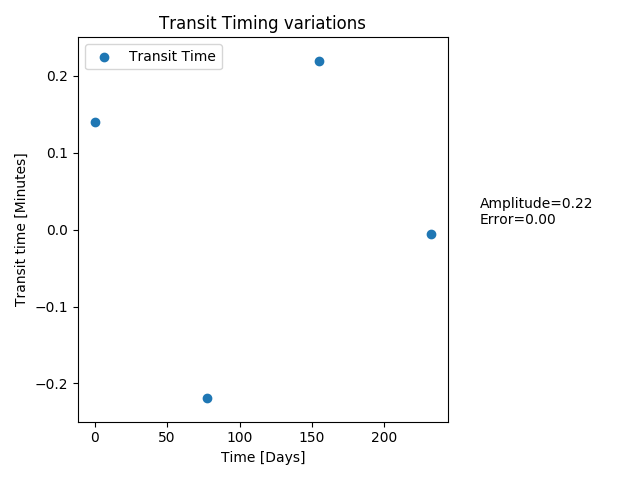 Transit Timing variations
Transit Time
0.2
0.1
0.0
−0.1
−0.2
Transit time [Minutes]
Amplitude=0.22
Error=0.00
0
50
100
150
200
Time [Days]